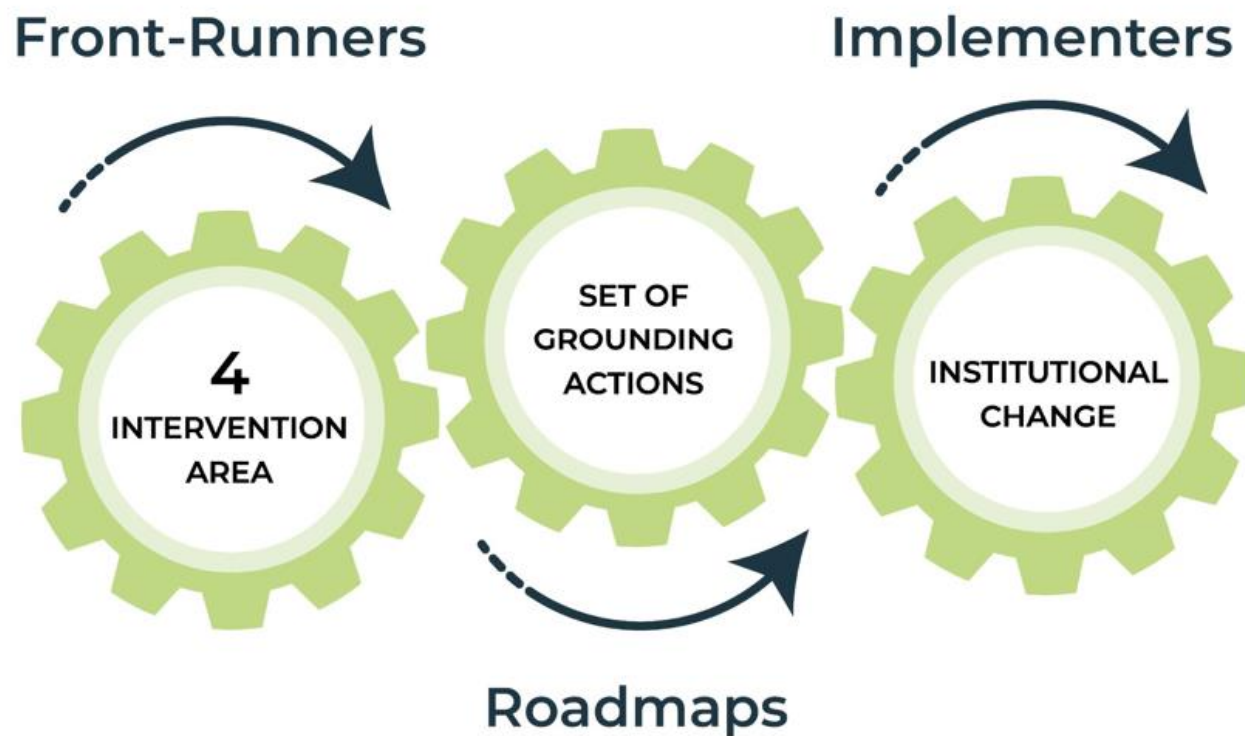 Front-Runners
Implementers
4
INTERVENTION
AREA
SET OF
GROUNDING
ACTIONS
INSTITUTIONAL
CHANGE
Roadmaps